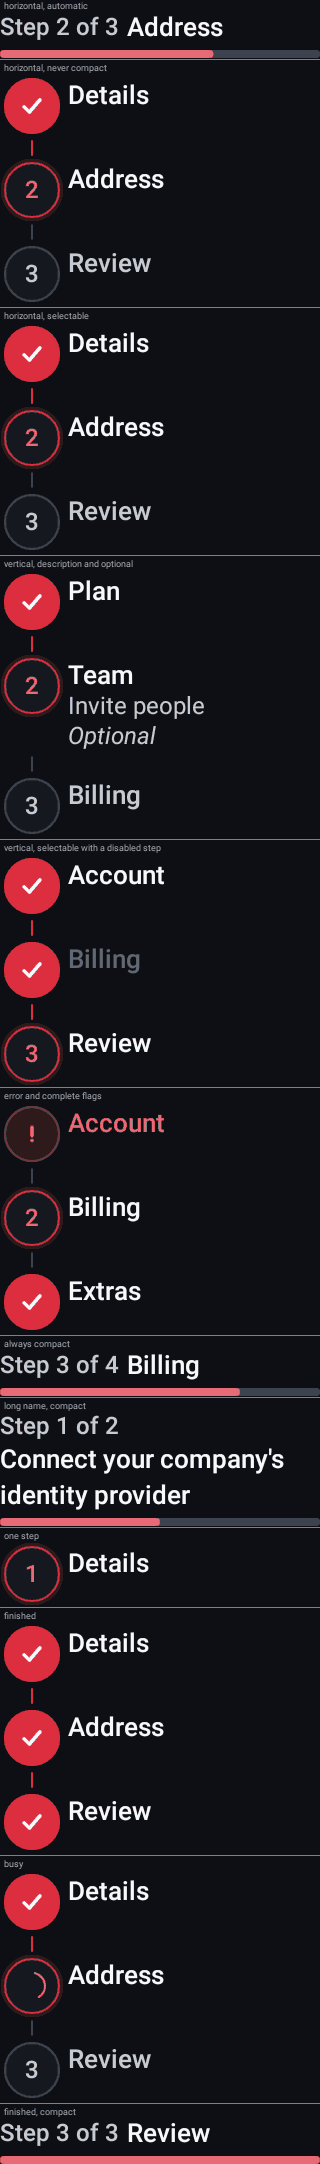 horizontal, automatic
Step 2 of 3 Address
horizontal, never compact
Details
2 Address
3 Review
horizontal, selectable
Details
2 Address
3 Review
vertical, description and optional
Plan
2 Team
Invite people
Optional
3 Billing
vertical, selectable with a disabled step
Account
Billing
3 Review
error and complete flags
! Account
2 Billing
Extras
always compact
Step 3 of 4 Billing
long name, compact
Step 1 of 2
Connect your company's
identity provider
one step
1 Details
finished
Details
Address
Review
busy
Details
Address
3 Review
finished, compact
Step 3 of 3 Review